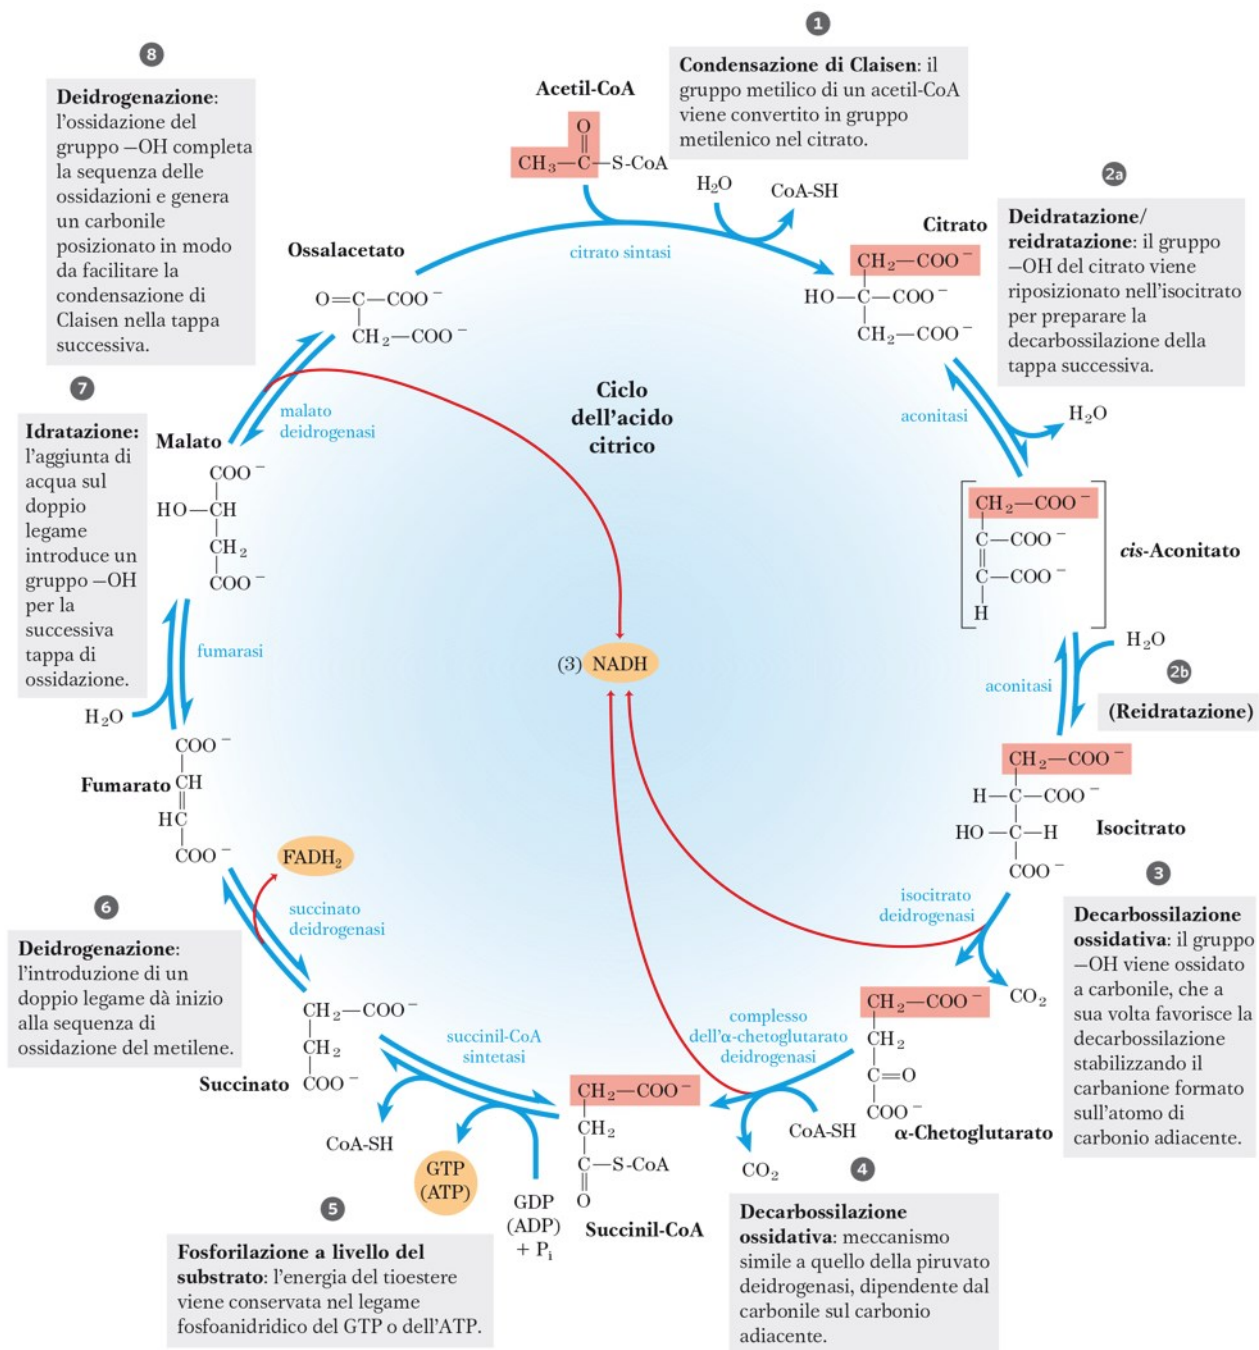 1
Condensazione di Claisen: il
gruppo metilico di un acetil-CoA
viene convertito in gruppo
metilenico nel citrato.
8
Deidrogenazione:
l'ossidazione del
gruppo —OH completa
la sequenza delle
ossidazioni e genera
un carbonile
posizionato in modo
da facilitare la
condensazione di
Claisen nella tappa
successiva.
Acetil-CoA
O
CH₃—C—S-CoA
H₂O
CoA-SH
citrato sintasi
2a
Deidratazione/
reidratazione: il gruppo
—OH del citrato viene
riposizionato nell'isocitrato
per preparare la
decarbossilazione della
tappa successiva.
Citrato
CH₂—COO⁻
HO—C—COO⁻
CH₂—COO⁻
Ossalacetato
O=C—COO⁻
CH₂—COO⁻
Ciclo
dell'acido
citrico
aconitasi
H₂O
malato
deidrogenasi
7
Idratazione:
l'aggiunta di
acqua sul
doppio
legame
introduce un
gruppo —OH
per la
successiva
tappa di
ossidazione.
Malato
COO⁻
HO—CH
CH₂
COO⁻
CH₂—COO⁻
C—COO⁻
C—COO⁻
H
cis-Aconitato
fumarasi
H₂O
(3) NADH
aconitasi
H₂O
2b
(Reidratazione)
Fumarato
COO⁻
CH
HC
COO⁻
CH₂—COO⁻
H—C—COO⁻
HO—C—H
COO⁻
Isocitrato
FADH₂
succinato
deidrogenasi
isocitrato
deidrogenasi
3
Decarbossilazione
ossidativa: il gruppo
—OH viene ossidato
a carbonile, che a
sua volta favorisce la
decarbossilazione
stabilizzando il
carbanione formato
sull'atomo di
carbonio adiacente.
CO₂
6
Deidrogenazione:
l'introduzione di un
doppio legame dà inizio
alla sequenza di
ossidazione del metilene.
Succinato
CH₂—COO⁻
CH₂
COO⁻
succinil-CoA
sintetasi
complesso
dell'α-chetoglutarato
deidrogenasi
CH₂—COO⁻
CH₂
C=O
COO⁻
α-Chetoglutarato
CoA-SH
CO₂
CH₂—COO⁻
CH₂
C—S-CoA
O
Succinil-CoA
CoA-SH
GTP
(ATP)
GDP
(ADP)
+ Pᵢ
4
Decarbossilazione
ossidativa: meccanismo
simile a quello della piruvato
deidrogenasi, dipendente dal
carbonile sul carbonio
adiacente.
5
Fosforilazione a livello del
substrato: l'energia del tioestere
viene conservata nel legame
fosfoanidridico del GTP o dell'ATP.